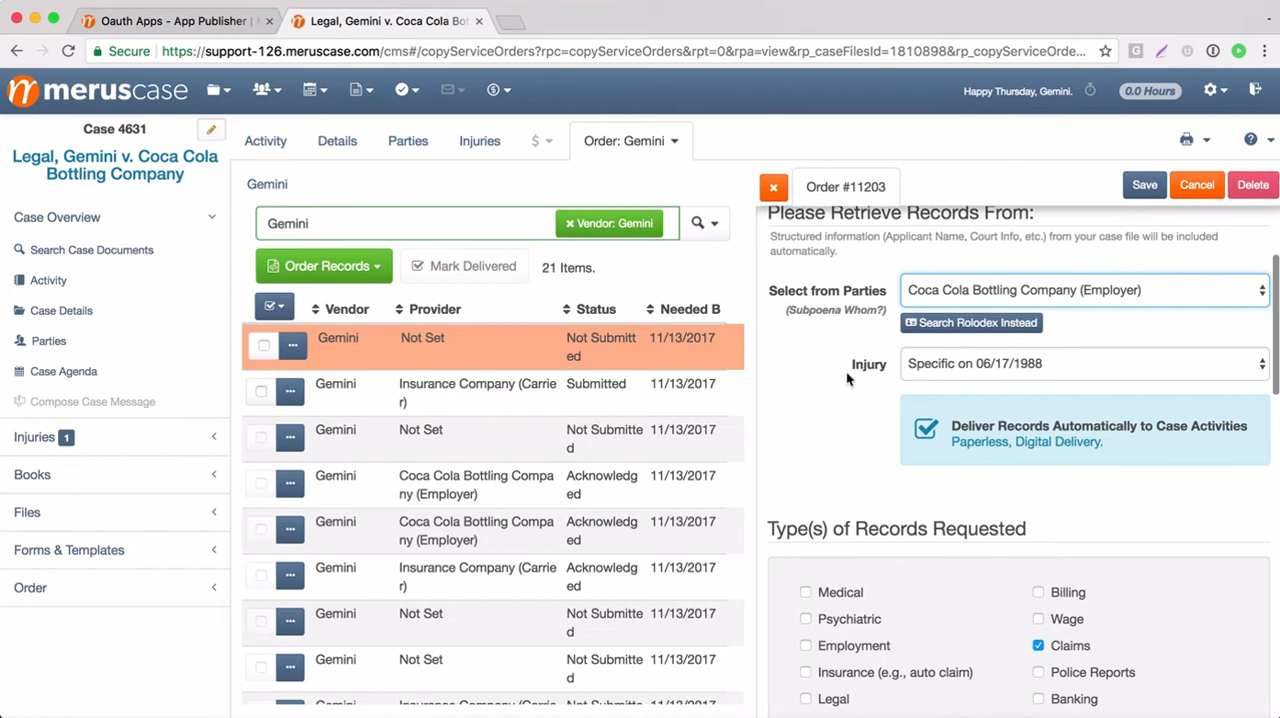 Oauth Apps - App Publisher |
Legal, Gemini v. Coca Cola Bot
Secure
https://support-126.meruscase.com/cms#/copyServiceOrders?rpc=copyServiceOrders&rpt=0&rpa=view&rp_caseFilesId=1810898&rp_copyServiceOrde...
meruscase
Happy Thursday, Gemini.
0.0 Hours
Case 4631
Legal, Gemini v. Coca Cola
Bottling Company
Case Overview
Search Case Documents
Activity
Case Details
Parties
Case Agenda
Compose Case Message
Injuries 1
Books
Files
Forms & Templates
Order
Activity
Details
Parties
Injuries
$
Order: Gemini
Gemini
Gemini
× Vendor: Gemini
Order Records
Mark Delivered
21 Items.
Vendor Provider Status Needed B
Gemini Not Set Not Submitt 11/13/2017
ed
Gemini Insurance Company (Carrie Submitted 11/13/2017
r)
Gemini Not Set Not Submitte 11/13/2017
d
Gemini Coca Cola Bottling Compa Acknowledg 11/13/2017
ny (Employer) ed
Gemini Coca Cola Bottling Compa Acknowledg 11/13/2017
ny (Employer) ed
Gemini Insurance Company (Carrie Acknowledg 11/13/2017
r) ed
Gemini Not Set Not Submitte 11/13/2017
d
Gemini Not Set Not Submitte 11/13/2017
d
Order #11203
Save
Cancel
Delete
Please Retrieve Records From:
Structured information (Applicant Name, Court Info, etc.) from your case file will be included
automatically.
Select from Parties
(Subpoena Whom?)
Coca Cola Bottling Company (Employer)
Search Rolodex Instead
Injury
Specific on 06/17/1988
Deliver Records Automatically to Case Activities
Paperless, Digital Delivery.
Type(s) of Records Requested
Medical
Billing
Psychiatric
Wage
Employment
Claims
Insurance (e.g., auto claim)
Police Reports
Legal
Banking